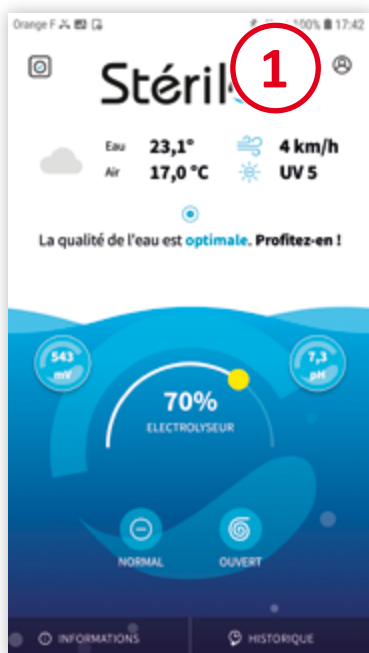 Orange F 100% 17:42
Stéril
1
Eau 23,1° 4 km/h
Air 17,0 °C UV 5
La qualité de l'eau est optimale. Profitez-en !
543 mV
7,3 pH
70%
ELECTROLYSEUR
NORMAL OUVERT
INFORMATIONS HISTORIQUE